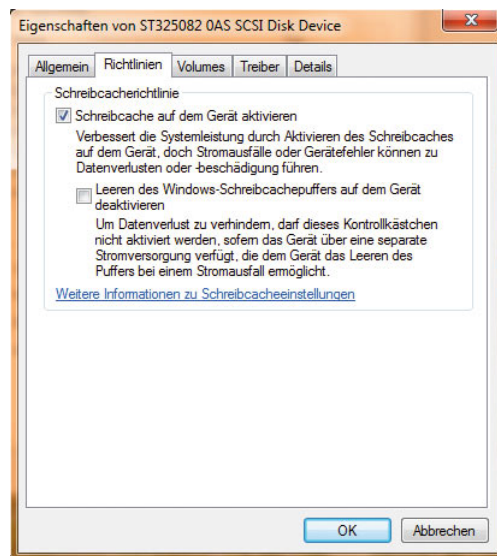 Eigenschaften von ST325082 0AS SCSI Disk Device
Allgemein Richtlinien Volumes Treiber Details
Schreibcacherichtlinie
Schreibcache auf dem Gerät aktivieren
Verbessert die Systemleistung durch Aktivieren des Schreibcaches
auf dem Gerät, doch Stromausfälle oder Gerätefehler können zu
Datenverlusten oder -beschädigung führen.
Leeren des Windows-Schreibcachepuffers auf dem Gerät
deaktivieren
Um Datenverlust zu verhindern, darf dieses Kontrollkästchen
nicht aktiviert werden, sofern das Gerät über eine separate
Stromversorgung verfügt, die dem Gerät das Leeren des
Puffers bei einem Stromausfall ermöglicht.
Weitere Informationen zu Schreibcacheeinstellungen
OK Abbrechen